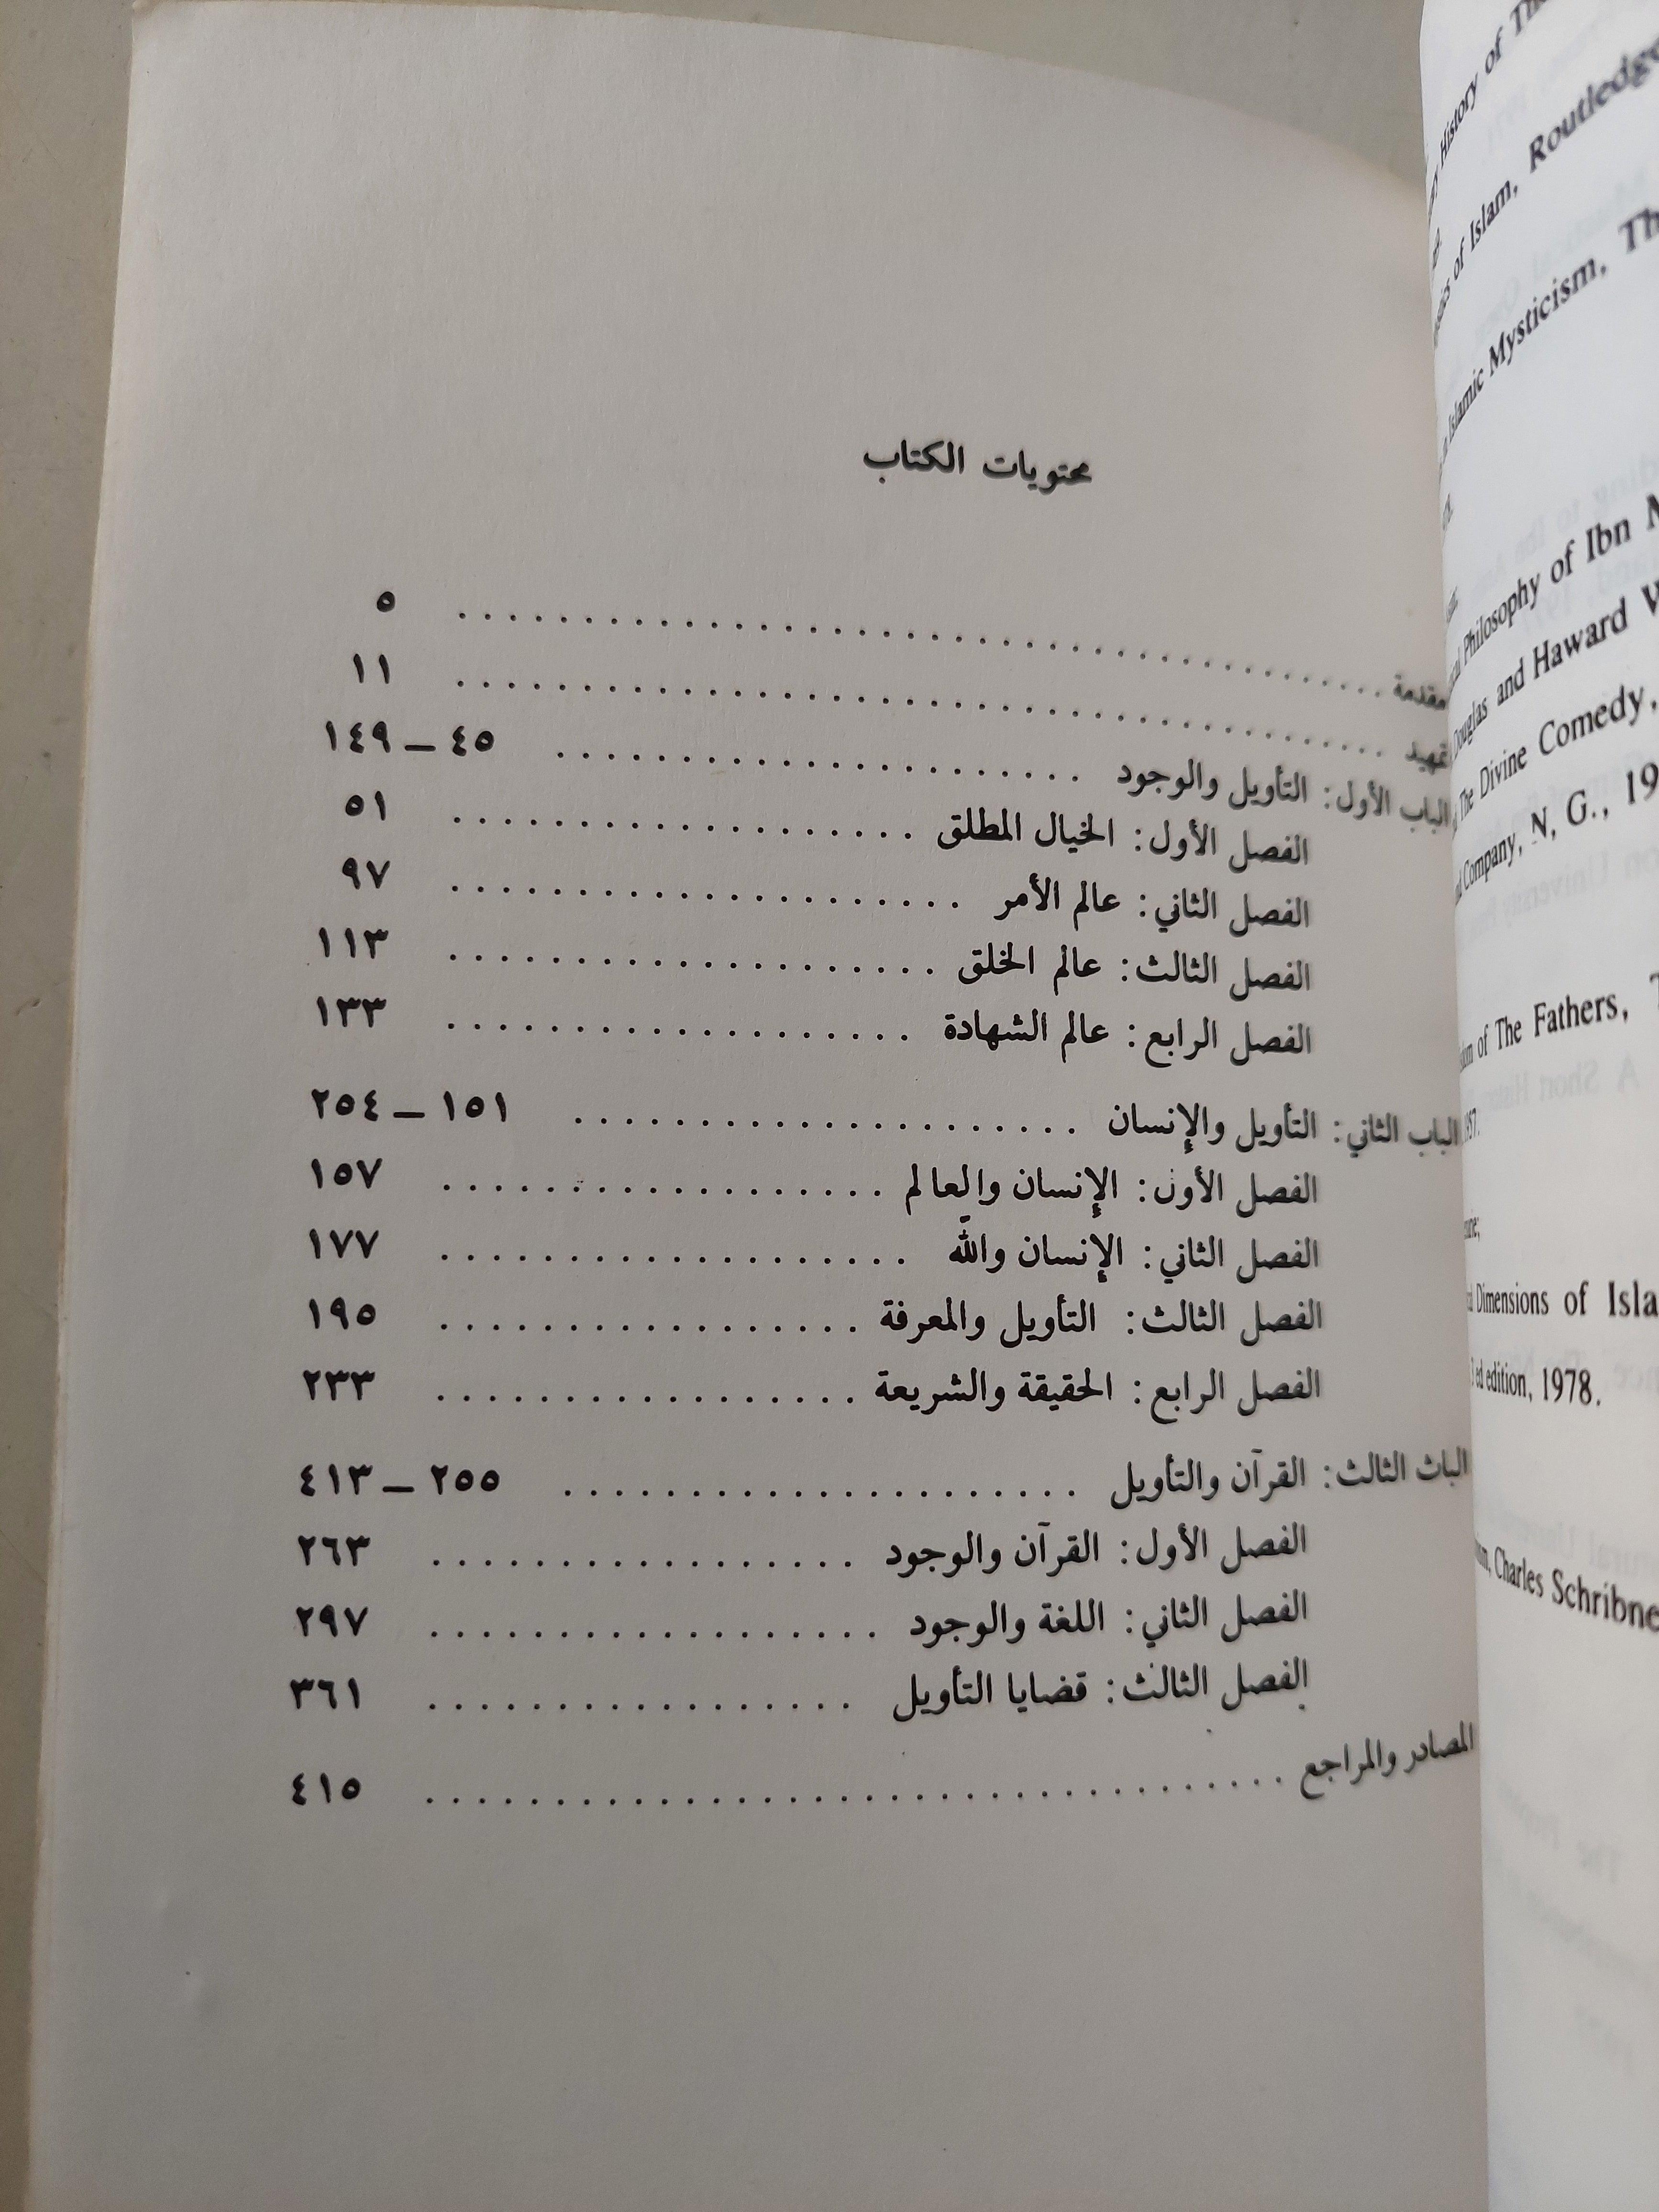 محتويات الكتاب
مقدمة ..................................................... ٥
تمهيد ..................................................... ١١
الباب الأول: التأويل والوجود ............................... ٤٥ – ١٤٩
الفصل الأول: الخيال المطلق ............................ ٥١
الفصل الثاني: عالم الأمر .............................. ٩٧
الفصل الثالث: عالم الخلق ............................. ١١٣
الفصل الرابع: عالم الشهادة ............................ ١٣٣
الباب الثاني: التأويل والإنسان .............................. ١٥١ – ٢٥٤
الفصل الأول: الإنسان والعالم .......................... ١٥٧
الفصل الثاني: الإنسان والله ........................... ١٧٧
الفصل الثالث: التأويل والمعرفة ......................... ١٩٥
الفصل الرابع: الحقيقة والشريعة ......................... ٢٣٣
الباث الثالث: القرآن والتأويل ............................... ٢٥٥ – ٤١٣
الفصل الأول: القرآن والوجود ......................... ٢٦٣
الفصل الثاني: اللغة والوجود ........................... ٢٩٧
الفصل الثالث: قضايا التأويل ......................... ٣٦١
المصادر والمراجع ................................................ ٤١٥
History of
of Islam, Routledge
Islamic Mysticism,
Philosophy of Ibn
Douglas and Haward
The Divine Comedy,
Company, N, G., 19
of The Fathers,
Dimensions of Isla
edition, 1978.
Charles Schribne